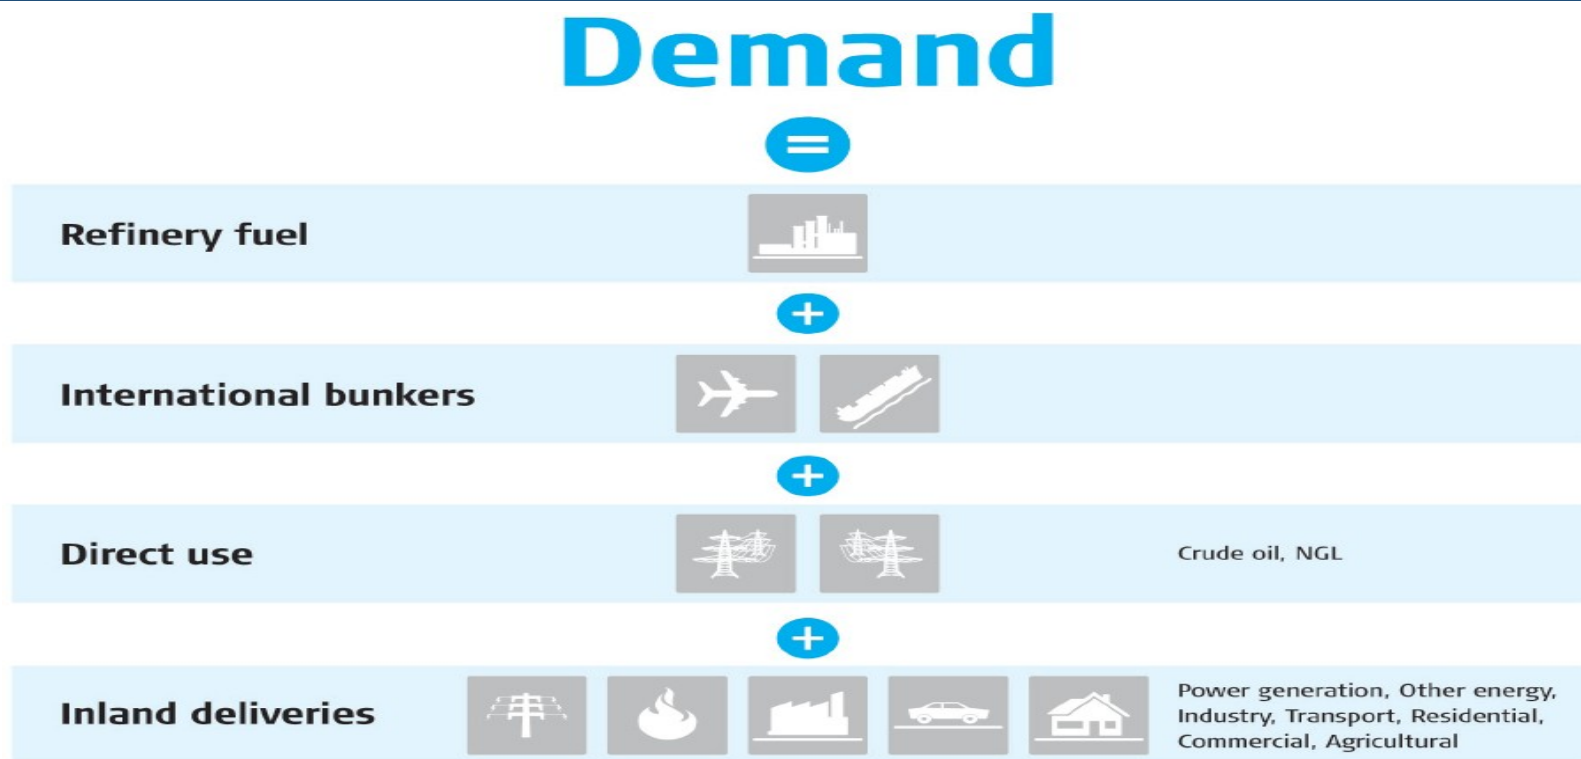 Demand
=
Refinery fuel
+
International bunkers
+
Direct use
Crude oil, NGL
+
Inland deliveries
Power generation, Other energy,
Industry, Transport, Residential,
Commercial, Agricultural